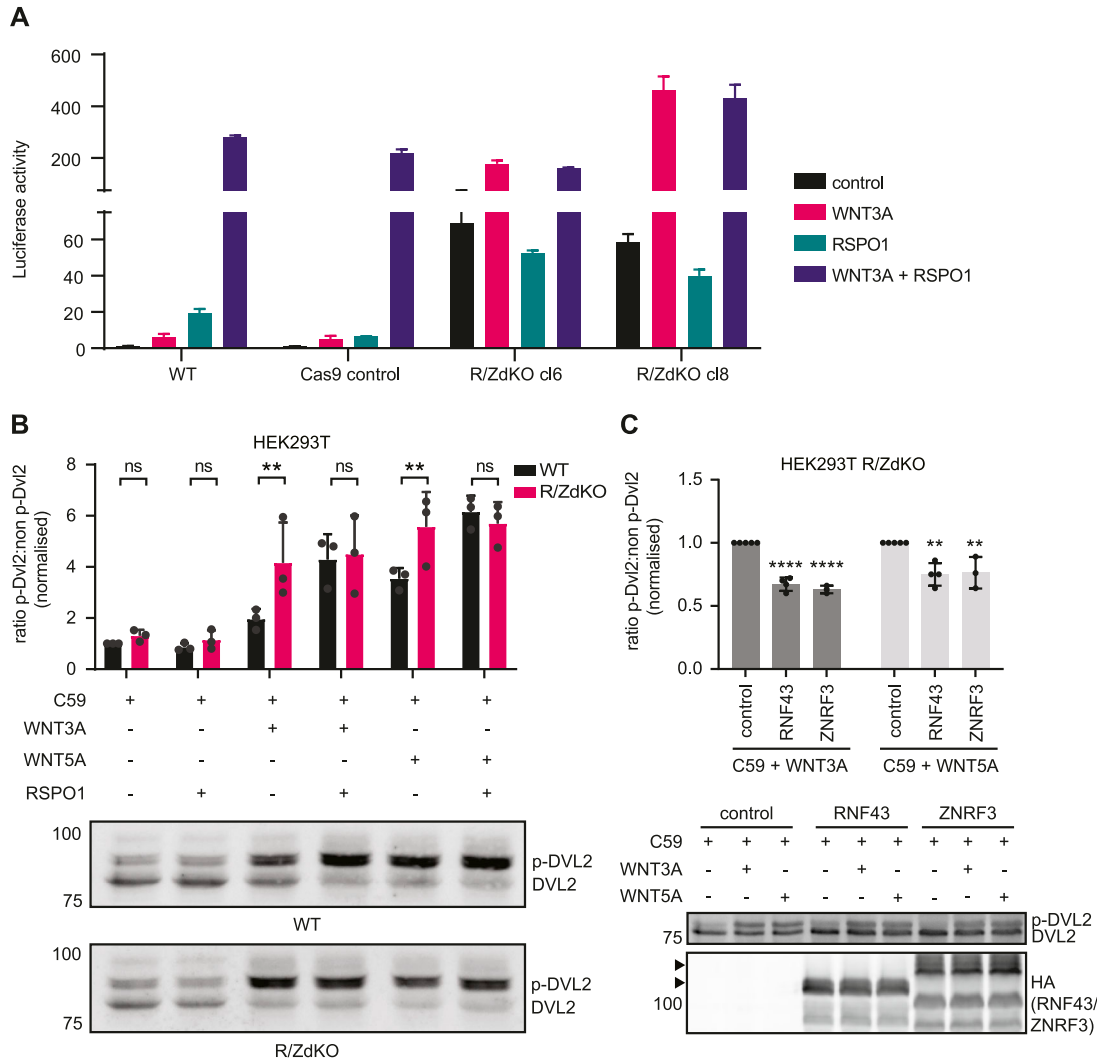 A
600
400
200
60
40
20
0
Luciferase activity
WT
Cas9 control
R/ZdKO cl6
R/ZdKO cl8
control
WNT3A
RSPO1
WNT3A + RSPO1
B
HEK293T
ratio p-Dvl2:non p-Dvl2
(normalised)
8
6
4
2
0
ns
ns
**
ns
**
ns
WT
R/ZdKO
C59 + + + + + +
WNT3A - - + + - -
WNT5A - - - - + +
RSPO1 - + - + - +
100
75
p-DVL2
DVL2
WT
100
75
p-DVL2
DVL2
R/ZdKO
C
HEK293T R/ZdKO
ratio p-Dvl2:non p-Dvl2
(normalised)
1.5
1.0
0.5
0.0
**** ****
** **
control
RNF43
ZNRF3
control
RNF43
ZNRF3
C59 + WNT3A
C59 + WNT5A
control RNF43 ZNRF3
C59 + + + + + + + + +
WNT3A - + - - + - - + -
WNT5A - - + - - + - - +
75
p-DVL2
DVL2
100
HA
(RNF43/
ZNRF3)